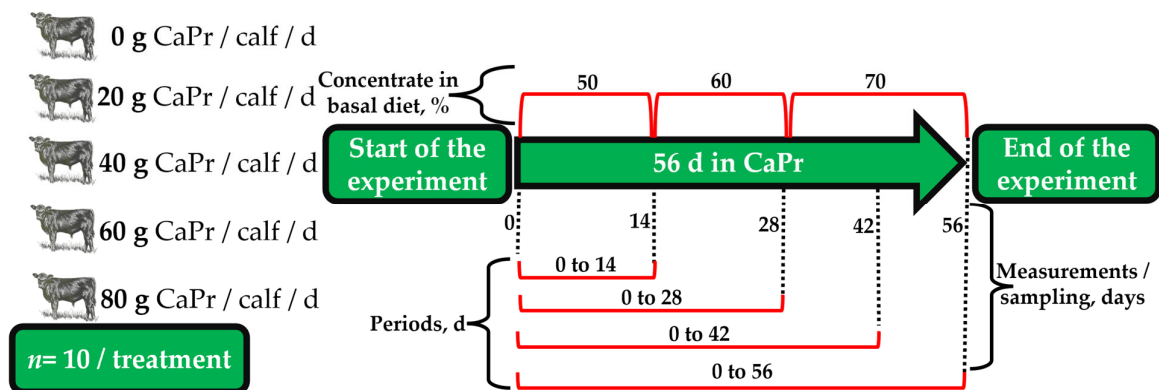 0 g CaPr / calf / d
20 g CaPr / calf / d
40 g CaPr / calf / d
60 g CaPr / calf / d
80 g CaPr / calf / d
n= 10 / treatment
Concentrate in
basal diet, %
50
60
70
Start of the
experiment
56 d in CaPr
End of the
experiment
0
14
28
42
56
Periods, d
0 to 14
0 to 28
0 to 42
0 to 56
Measurements /
sampling, days